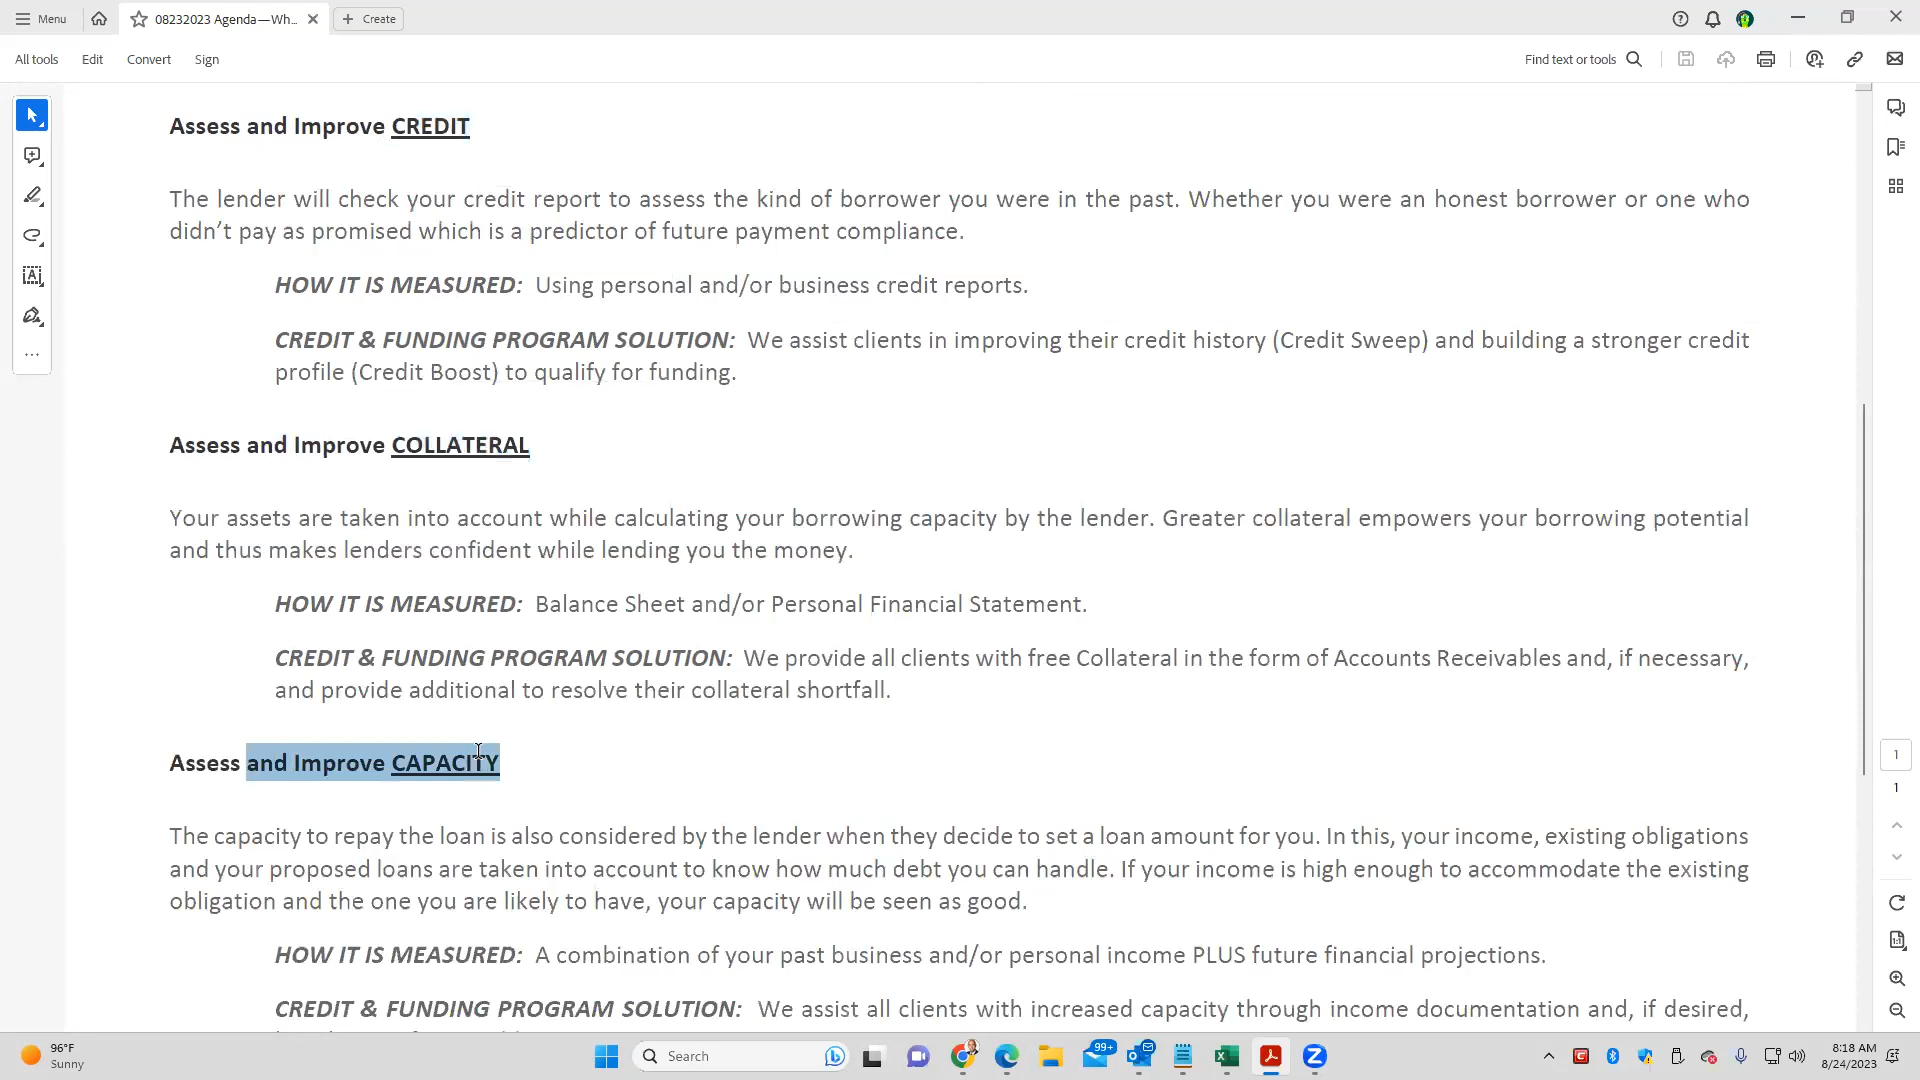 Menu
08232023 Agenda—Wh...
Create
All tools
Edit
Convert
Sign
Find text or tools
Assess and Improve CREDIT
The lender will check your credit report to assess the kind of borrower you were in the past. Whether you were an honest borrower or one who
didn’t pay as promised which is a predictor of future payment compliance.
HOW IT IS MEASURED: Using personal and/or business credit reports.
CREDIT & FUNDING PROGRAM SOLUTION: We assist clients in improving their credit history (Credit Sweep) and building a stronger credit
profile (Credit Boost) to qualify for funding.
Assess and Improve COLLATERAL
Your assets are taken into account while calculating your borrowing capacity by the lender. Greater collateral empowers your borrowing potential
and thus makes lenders confident while lending you the money.
HOW IT IS MEASURED: Balance Sheet and/or Personal Financial Statement.
CREDIT & FUNDING PROGRAM SOLUTION: We provide all clients with free Collateral in the form of Accounts Receivables and, if necessary,
and provide additional to resolve their collateral shortfall.
Assess and Improve CAPACITY
The capacity to repay the loan is also considered by the lender when they decide to set a loan amount for you. In this, your income, existing obligations
and your proposed loans are taken into account to know how much debt you can handle. If your income is high enough to accommodate the existing
obligation and the one you are likely to have, your capacity will be seen as good.
HOW IT IS MEASURED: A combination of your past business and/or personal income PLUS future financial projections.
CREDIT & FUNDING PROGRAM SOLUTION: We assist all clients with increased capacity through income documentation and, if desired,
1
1
96°F
Sunny
Search
99+
8:18 AM
8/24/2023